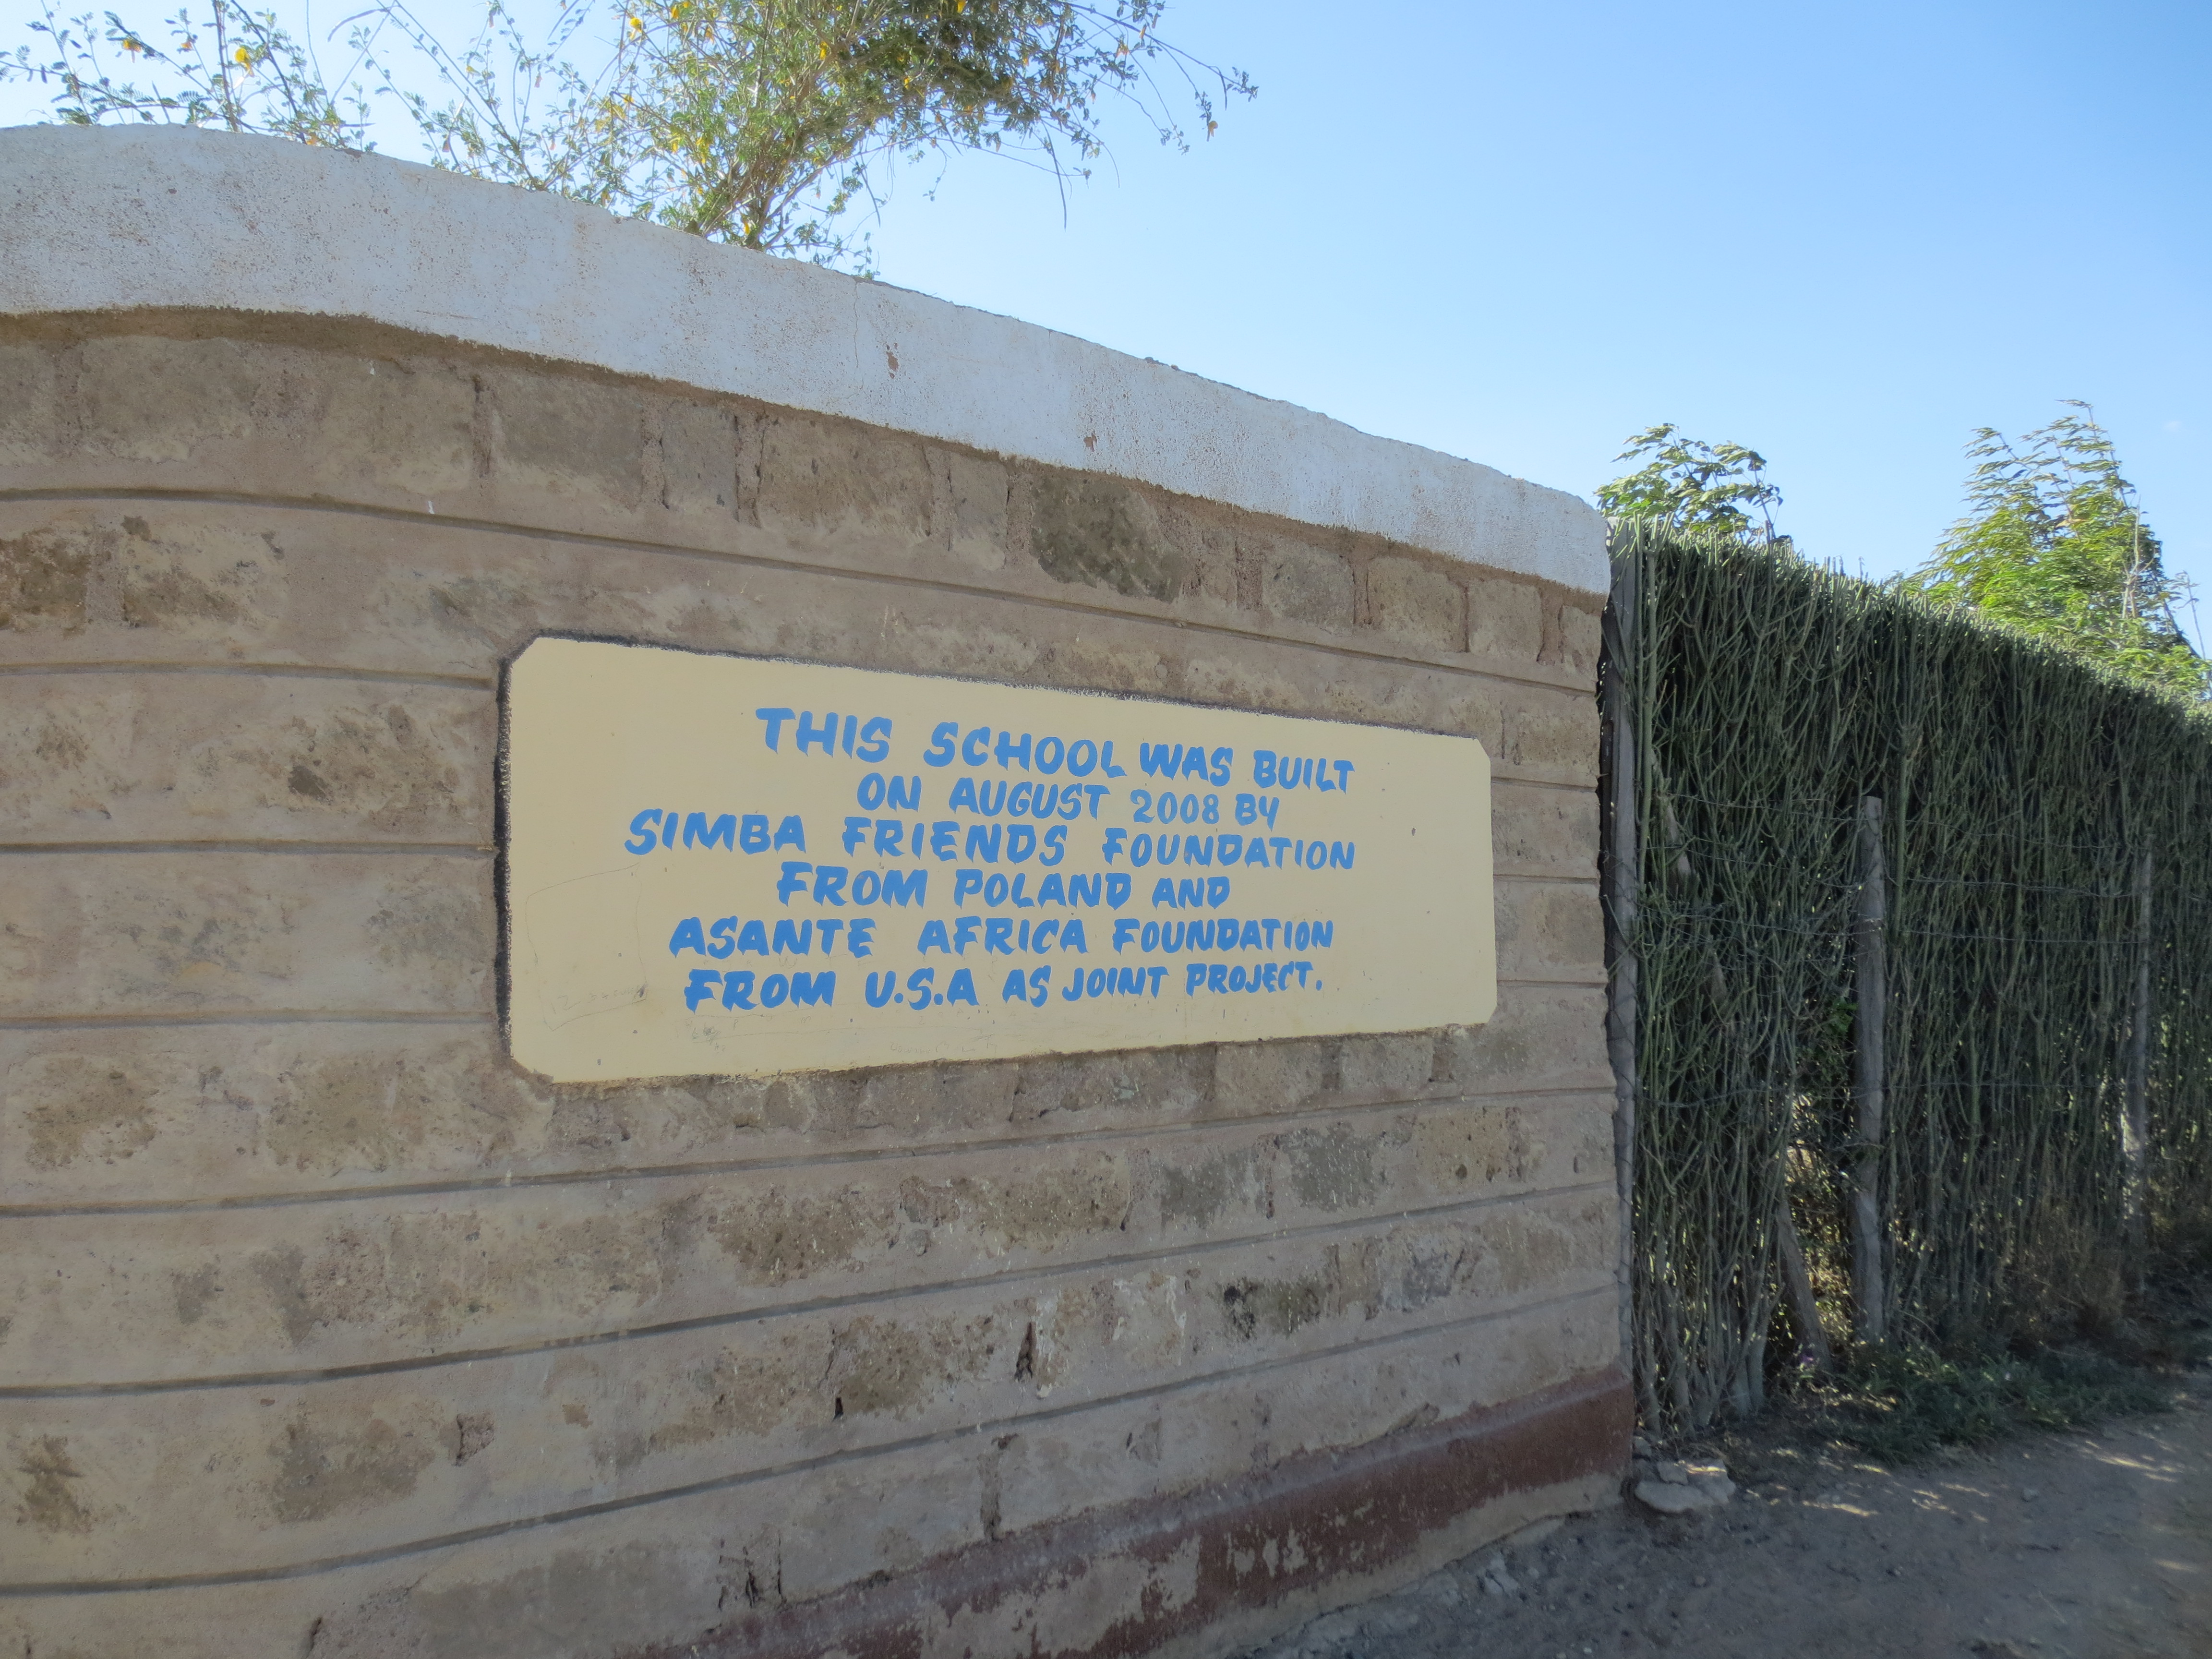 THIS SCHOOL WAS BUILT
ON AUGUST 2008 BY
SIMBA FRIENDS FOUNDATION
FROM POLAND AND
ASANTE AFRICA FOUNDATION
FROM U.S.A AS JOINT PROJECT.